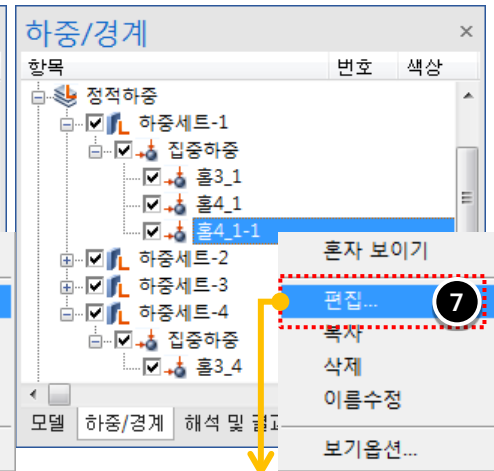 하중/경계
항목 번호 색상
정적하중
하중세트-1
집중하중
홀3_1
홀4_1
홀4_1-1
하중세트-2
하중세트-3
하중세트-4
집중하중
홀3_4
혼자 보이기
편집... 7
복사
삭제
이름수정
보기옵션...
모델 하중/경계 해석 및